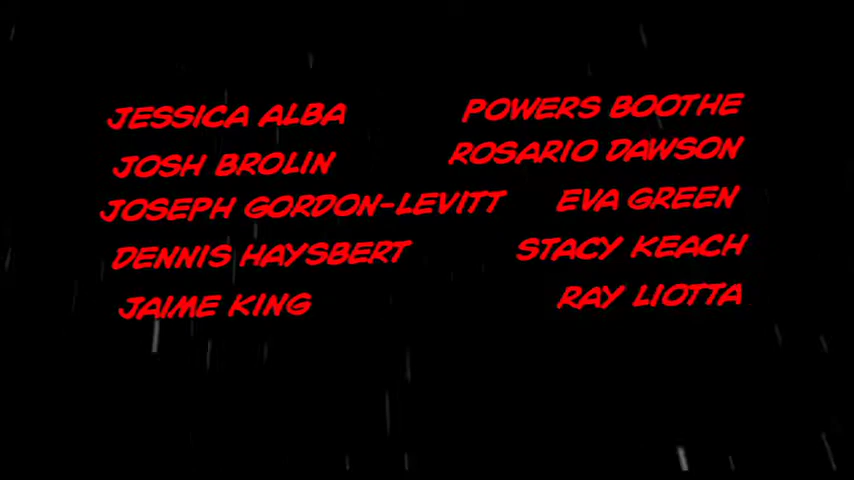 JESSICA ALBA
POWERS BOOTHE
JOSH BROLIN
ROSARIO DAWSON
JOSEPH GORDON-LEVITT
EVA GREEN
DENNIS HAYSBERT
STACY KEACH
JAIME KING
RAY LIOTTA